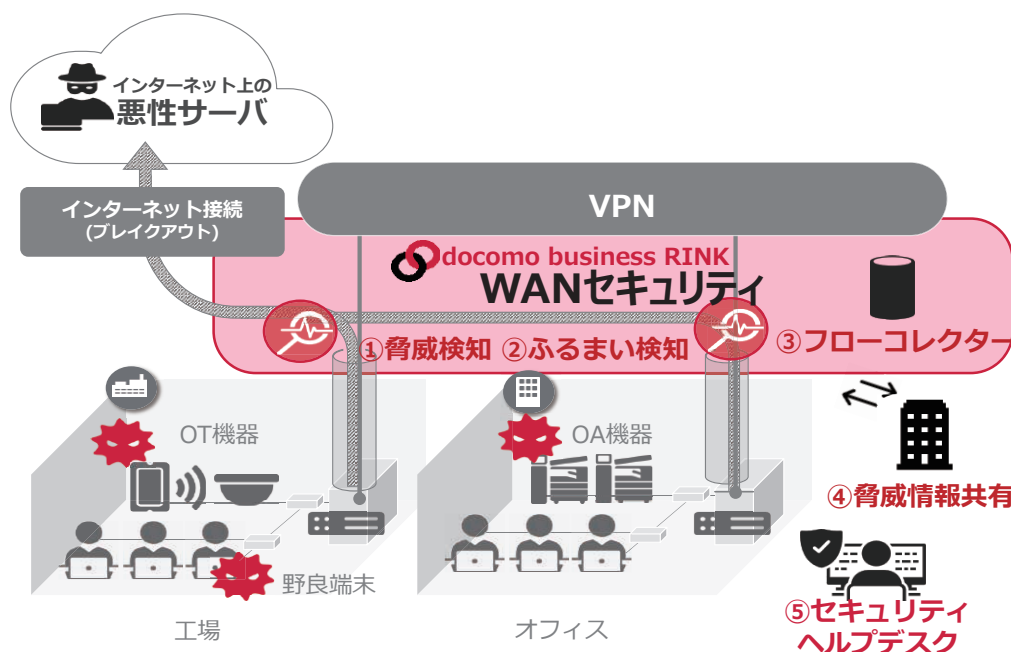 インターネット上の
悪性サーバ
インターネット接続
(ブレイクアウト)
VPN
docomo business RINK
WANセキュリティ
①脅威検知 ②ふるまい検知
③フローコレクター
OT機器
OA機器
④脅威情報共有
野良端末
⑤セキュリティ
ヘルプデスク
工場
オフィス